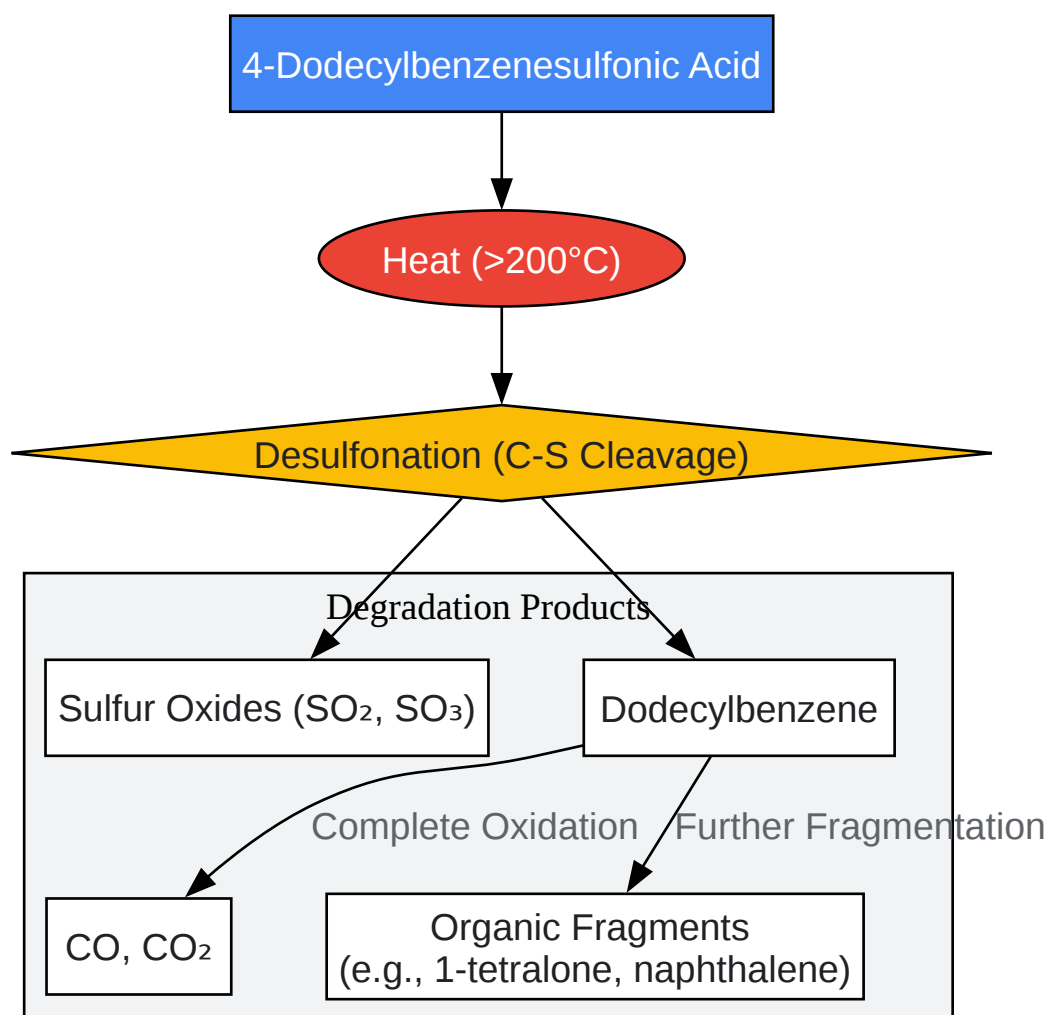 4-Dodecylbenzenesulfonic Acid
Heat (>200°C)
Desulfonation (C-S Cleavage)
Degradation Products
Sulfur Oxides (SO₂, SO₃)
Dodecylbenzene
Complete Oxidation
Further Fragmentation
CO, CO₂
Organic Fragments
(e.g., 1-tetralone, naphthalene)